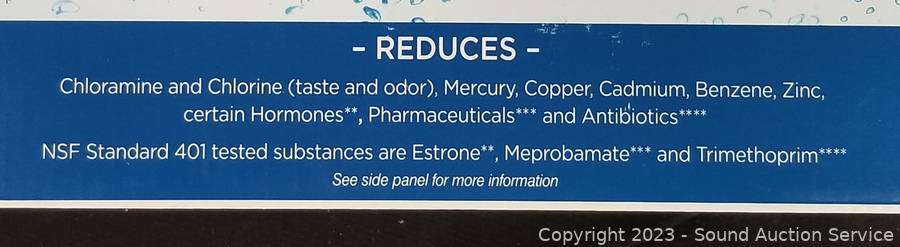 – REDUCES –
Chloramine and Chlorine (taste and odor), Mercury, Copper, Cadmium, Benzene, Zinc,
certain Hormones**, Pharmaceuticals*** and Antibiotics****
NSF Standard 401 tested substances are Estrone**, Meprobamate*** and Trimethoprim****
See side panel for more information
Copyright 2023 - Sound Auction Service